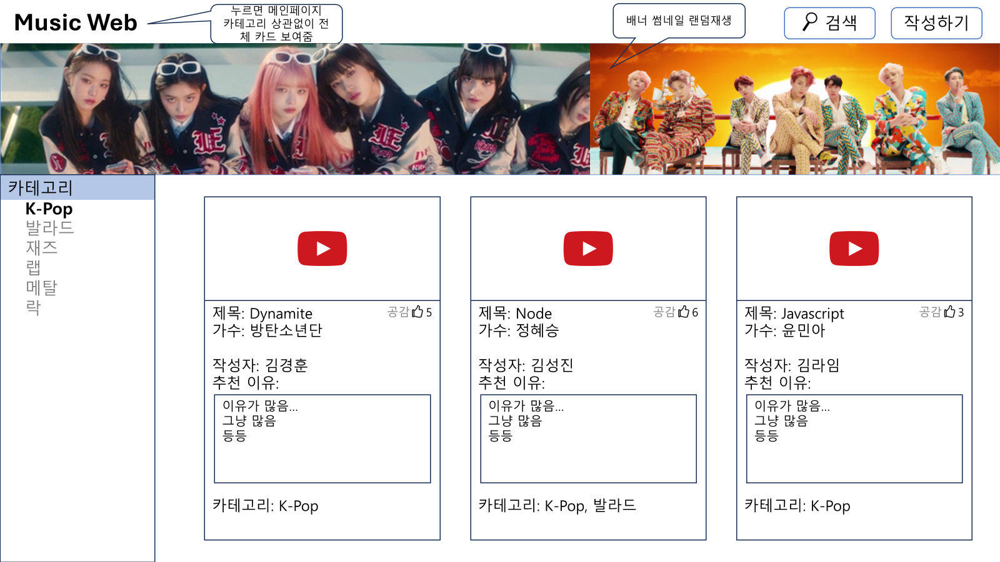 Music Web
누르면 메인페이지
카테고리 상관없이 전
체 카드 보여줌
배너 썸네일 랜덤재생
검색
작성하기
카테고리
K-Pop
발라드
재즈
랩
메탈
락
제목: Dynamite
공감 5
가수: 방탄소년단
작성자: 김경훈
추천 이유:
이유가 많음...
그냥 많음
등등
카테고리: K-Pop
제목: Node
공감 6
가수: 정혜승
작성자: 김성진
추천 이유:
이유가 많음...
그냥 많음
등등
카테고리: K-Pop, 발라드
제목: Javascript
공감 3
가수: 윤민아
작성자: 김라임
추천 이유:
이유가 많음...
그냥 많음
등등
카테고리: K-Pop